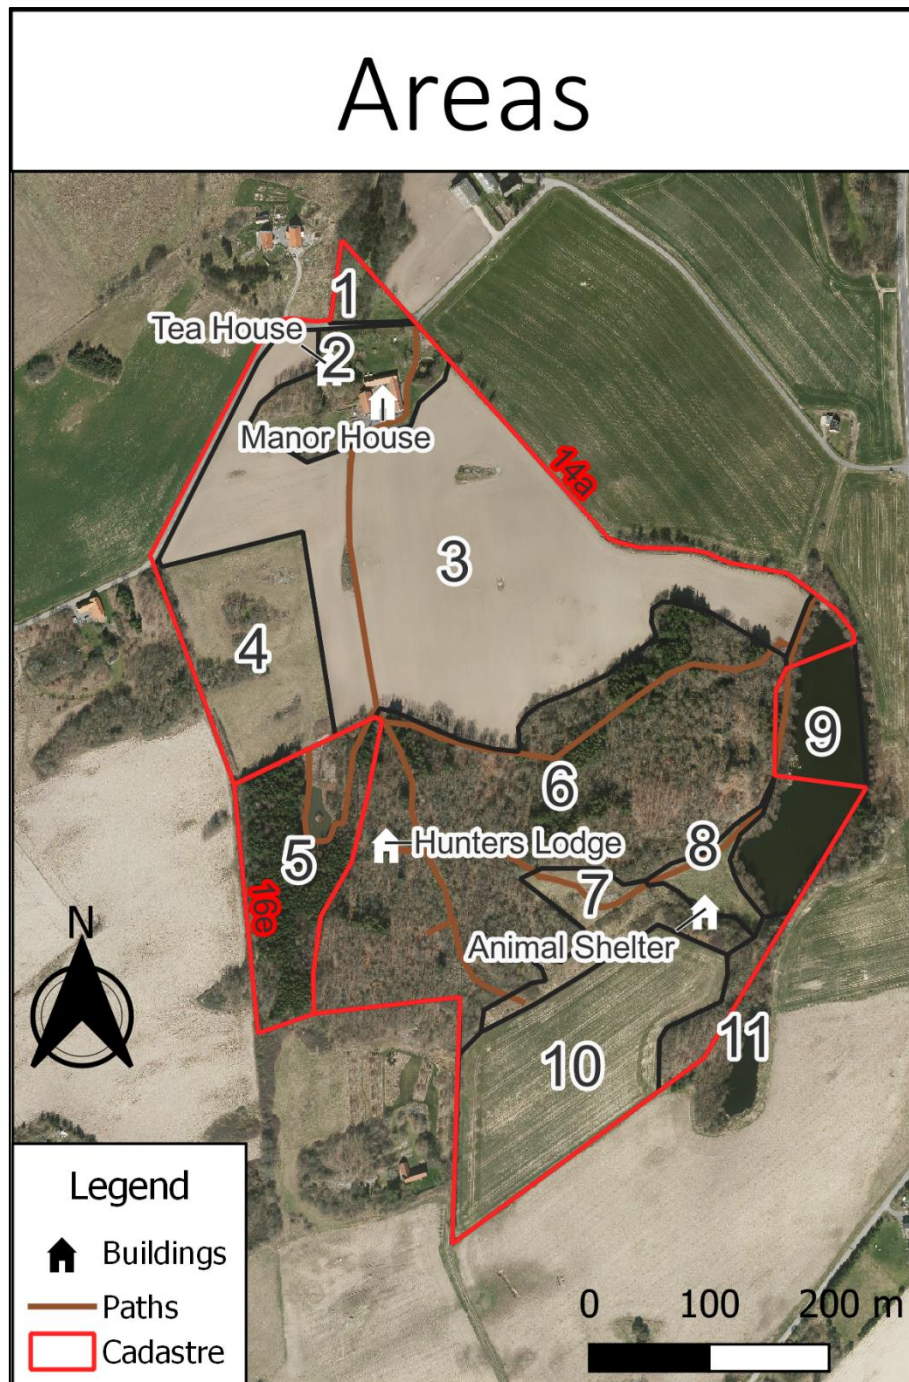 Areas
1
Tea House
2
Manor House
14a
3
4
9
6
Hunters Lodge
8
5
7
16e
Animal Shelter
N
11
10
Legend
Buildings
Paths
Cadastre
0 100 200 m